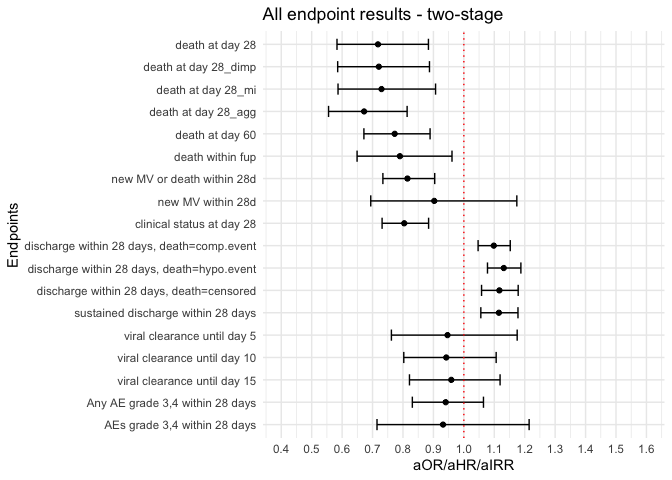 All endpoint results - two-stage
Endpoints
death at day 28
death at day 28_dimp
death at day 28_mi
death at day 28_agg
death at day 60
death within fup
new MV or death within 28d
new MV within 28d
clinical status at day 28
discharge within 28 days, death=comp.event
discharge within 28 days, death=hypo.event
discharge within 28 days, death=censored
sustained discharge within 28 days
viral clearance until day 5
viral clearance until day 10
viral clearance until day 15
Any AE grade 3,4 within 28 days
AEs grade 3,4 within 28 days
0.4 0.5 0.6 0.7 0.8 0.9 1.0 1.1 1.2 1.3 1.4 1.5 1.6
aOR/aHR/aIRR